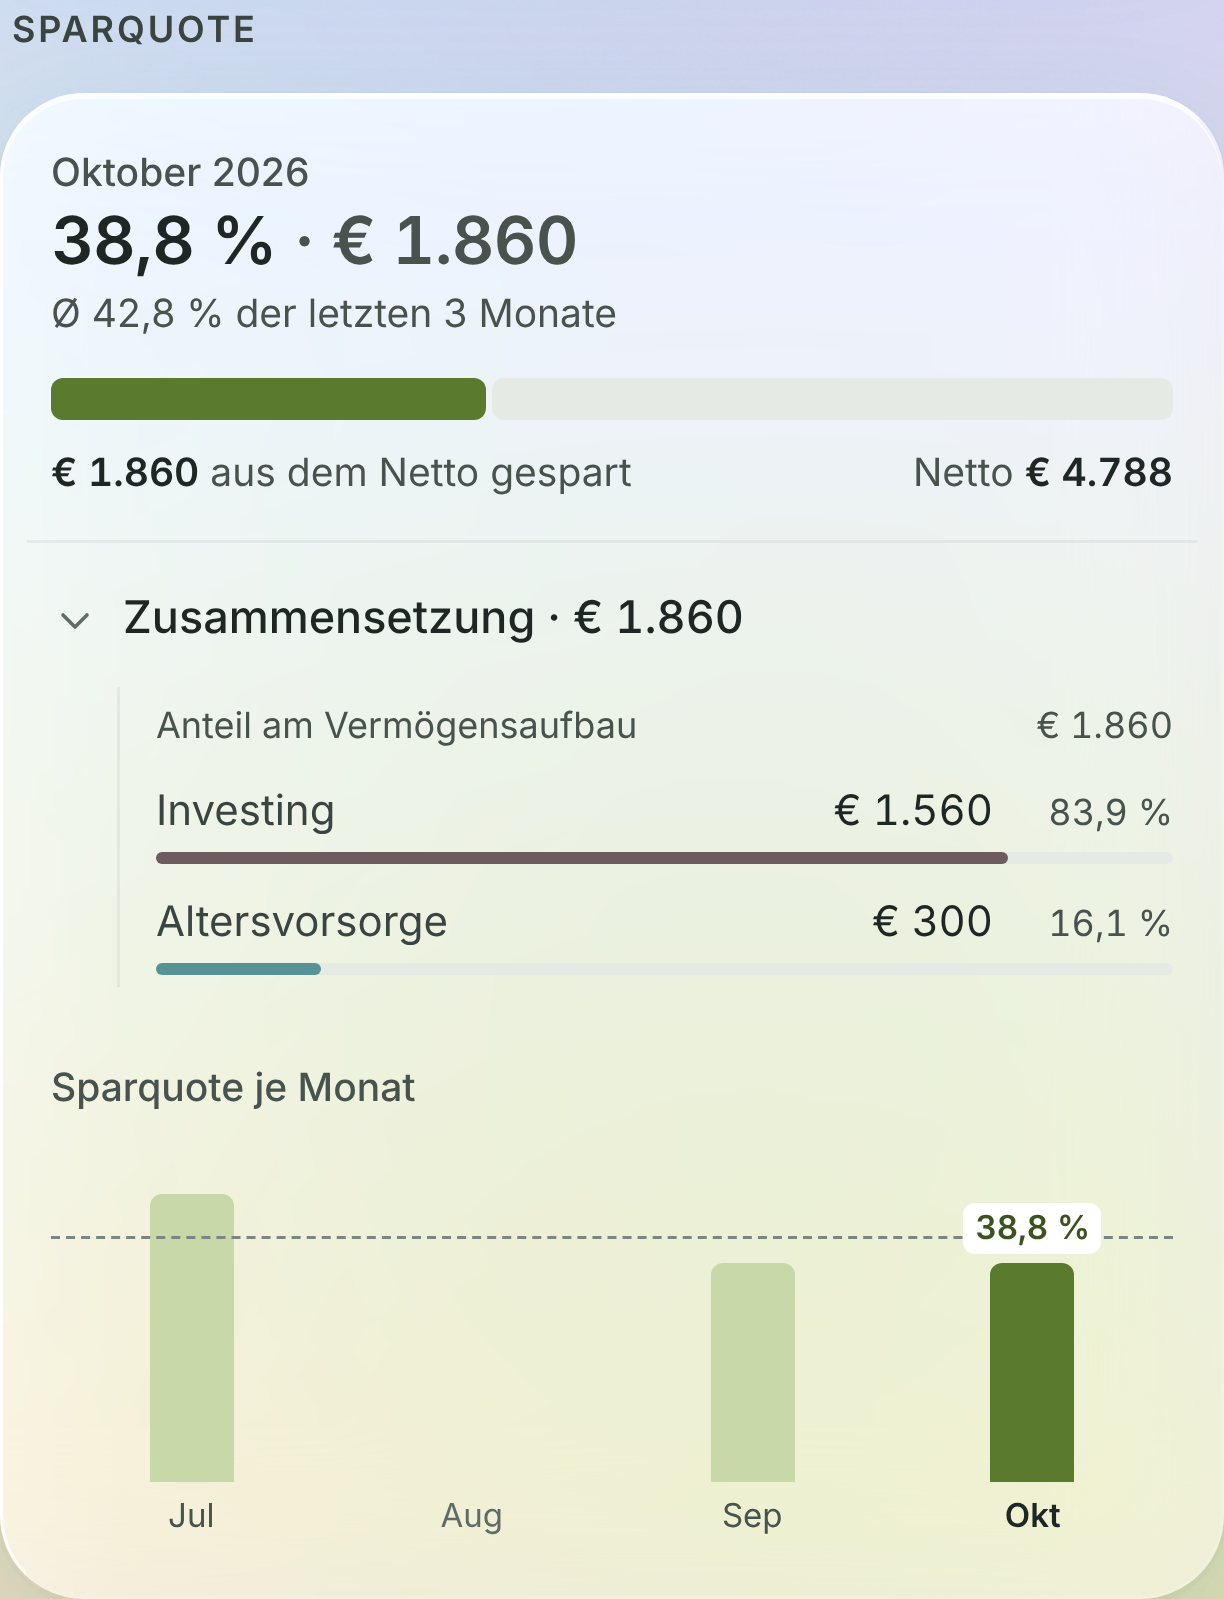 SPARQUOTE
Oktober 2026
38,8 % · € 1.860
Ø 42,8 % der letzten 3 Monate
€ 1.860 aus dem Netto gespart Netto € 4.788
Zusammensetzung · € 1.860
Anteil am Vermögensaufbau € 1.860
Investing € 1.560 83,9 %
Altersvorsorge € 300 16,1 %
Sparquote je Monat
38,8 %
Jul Aug Sep Okt